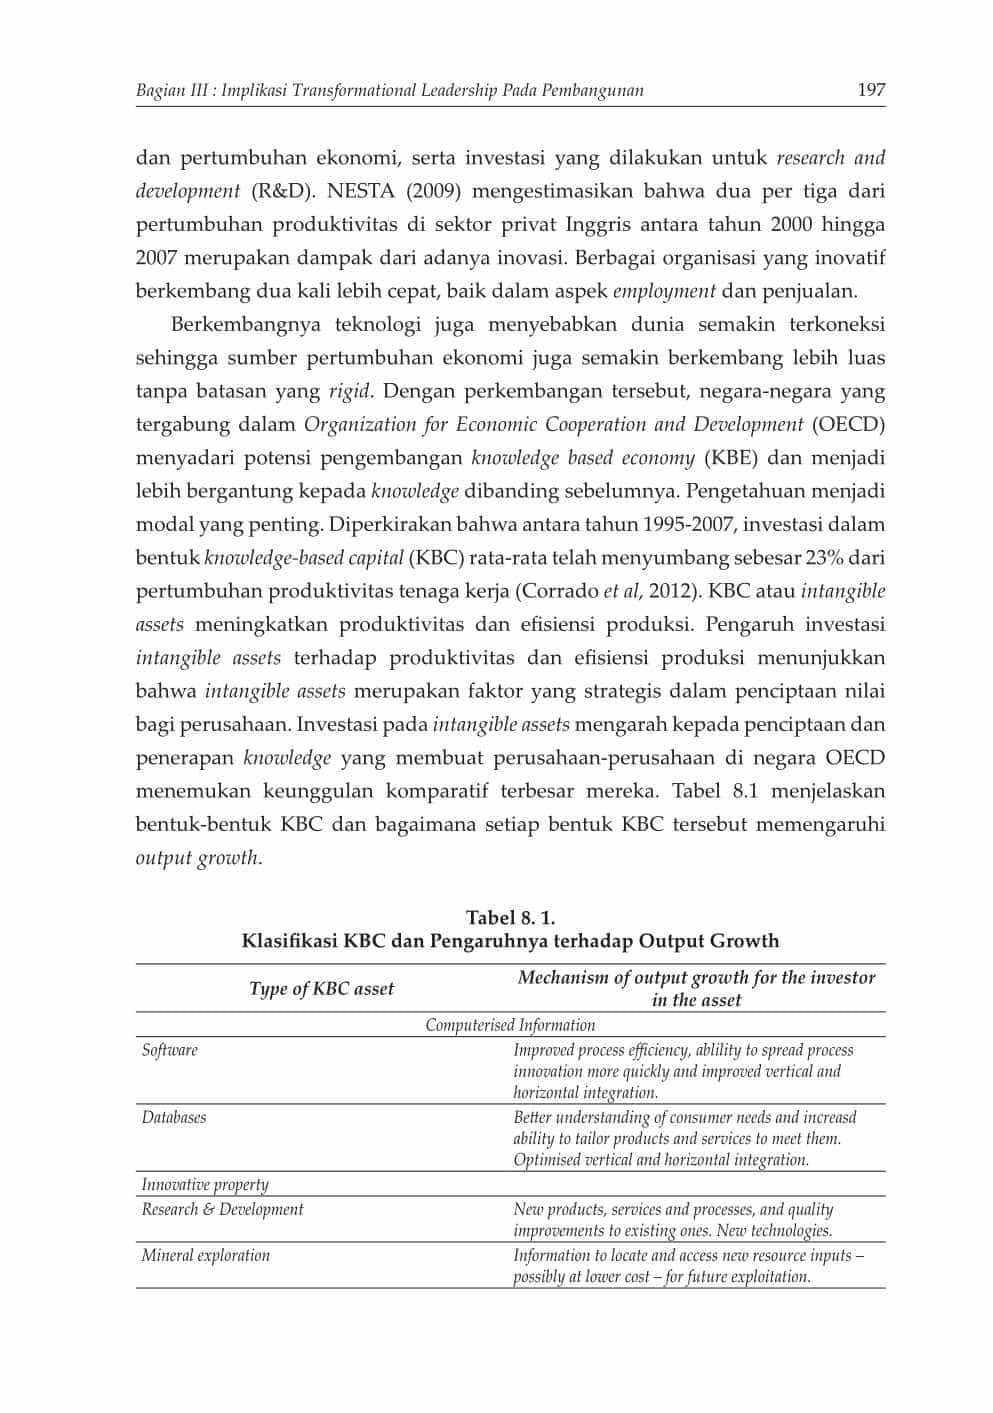 Bagian III : Implikasi Transformational Leadership Pada Pembangunan 197
dan pertumbuhan ekonomi, serta investasi yang dilakukan untuk research and
development (R&D). NESTA (2009) mengestimasikan bahwa dua per tiga dari
pertumbuhan produktivitas di sektor privat Inggris antara tahun 2000 hingga
2007 merupakan dampak dari adanya inovasi. Berbagai organisasi yang inovatif
berkembang dua kali lebih cepat, baik dalam aspek employment dan penjualan.
Berkembangnya teknologi juga menyebabkan dunia semakin terkoneksi
sehingga sumber pertumbuhan ekonomi juga semakin berkembang lebih luas
tanpa batasan yang rigid. Dengan perkembangan tersebut, negara-negara yang
tergabung dalam Organization for Economic Cooperation and Development (OECD)
menyadari potensi pengembangan knowledge based economy (KBE) dan menjadi
lebih bergantung kepada knowledge dibanding sebelumnya. Pengetahuan menjadi
modal yang penting. Diperkirakan bahwa antara tahun 1995-2007, investasi dalam
bentuk knowledge-based capital (KBC) rata-rata telah menyumbang sebesar 23% dari
pertumbuhan produktivitas tenaga kerja (Corrado et al, 2012). KBC atau intangible
assets meningkatkan produktivitas dan efisiensi produksi. Pengaruh investasi
intangible assets terhadap produktivitas dan efisiensi produksi menunjukkan
bahwa intangible assets merupakan faktor yang strategis dalam penciptaan nilai
bagi perusahaan. Investasi pada intangible assets mengarah kepada penciptaan dan
penerapan knowledge yang membuat perusahaan-perusahaan di negara OECD
menemukan keunggulan komparatif terbesar mereka. Tabel 8.1 menjelaskan
bentuk-bentuk KBC dan bagaimana setiap bentuk KBC tersebut memengaruhi
output growth.
Tabel 8. 1.
Klasifikasi KBC dan Pengaruhnya terhadap Output Growth
Type of KBC asset
Mechanism of output growth for the investor
in the asset
Computerised Information
Software
Improved process efficiency, ablility to spread process
innovation more quickly and improved vertical and
horizontal integration.
Databases
Better understanding of consumer needs and increasd
ability to tailor products and services to meet them.
Optimised vertical and horizontal integration.
Innovative property
Research & Development
New products, services and processes, and quality
improvements to existing ones. New technologies.
Mineral exploration
Information to locate and access new resource inputs –
possibly at lower cost – for future exploitation.